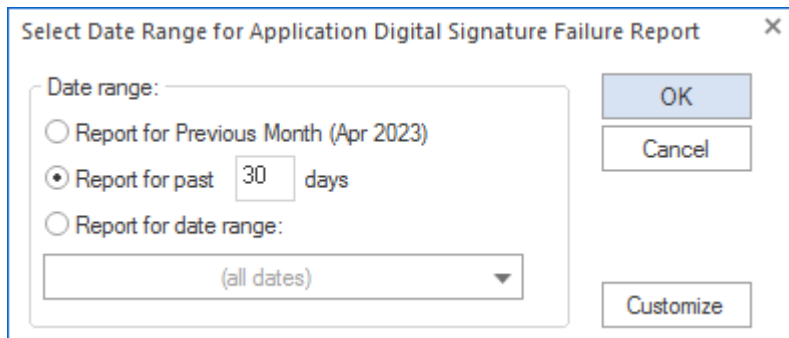 Select Date Range for Application Digital Signature Failure Report
Date range:
Report for Previous Month (Apr 2023)
Report for past 30 days
Report for date range:
(all dates)
OK
Cancel
Customize